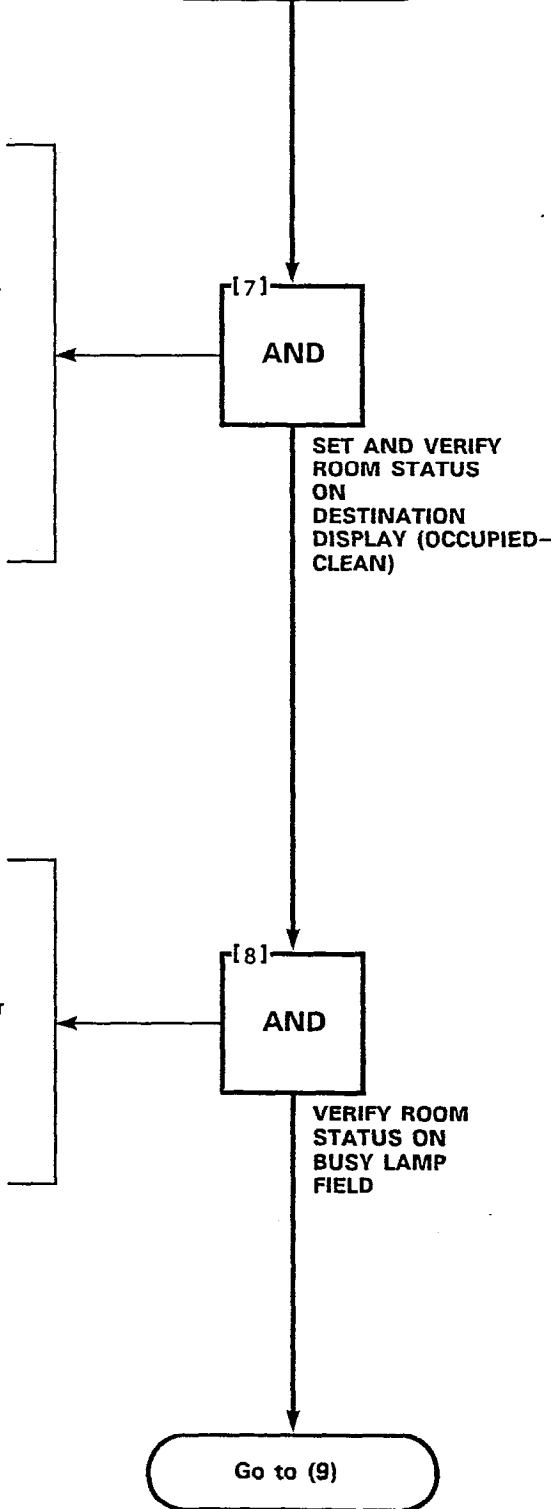 [7]
AND
SET AND VERIFY
ROOM STATUS
ON
DESTINATION
DISPLAY (OCCUPIED–
CLEAN)
[8]
AND
VERIFY ROOM
STATUS ON
BUSY LAMP
FIELD
Go to (9)